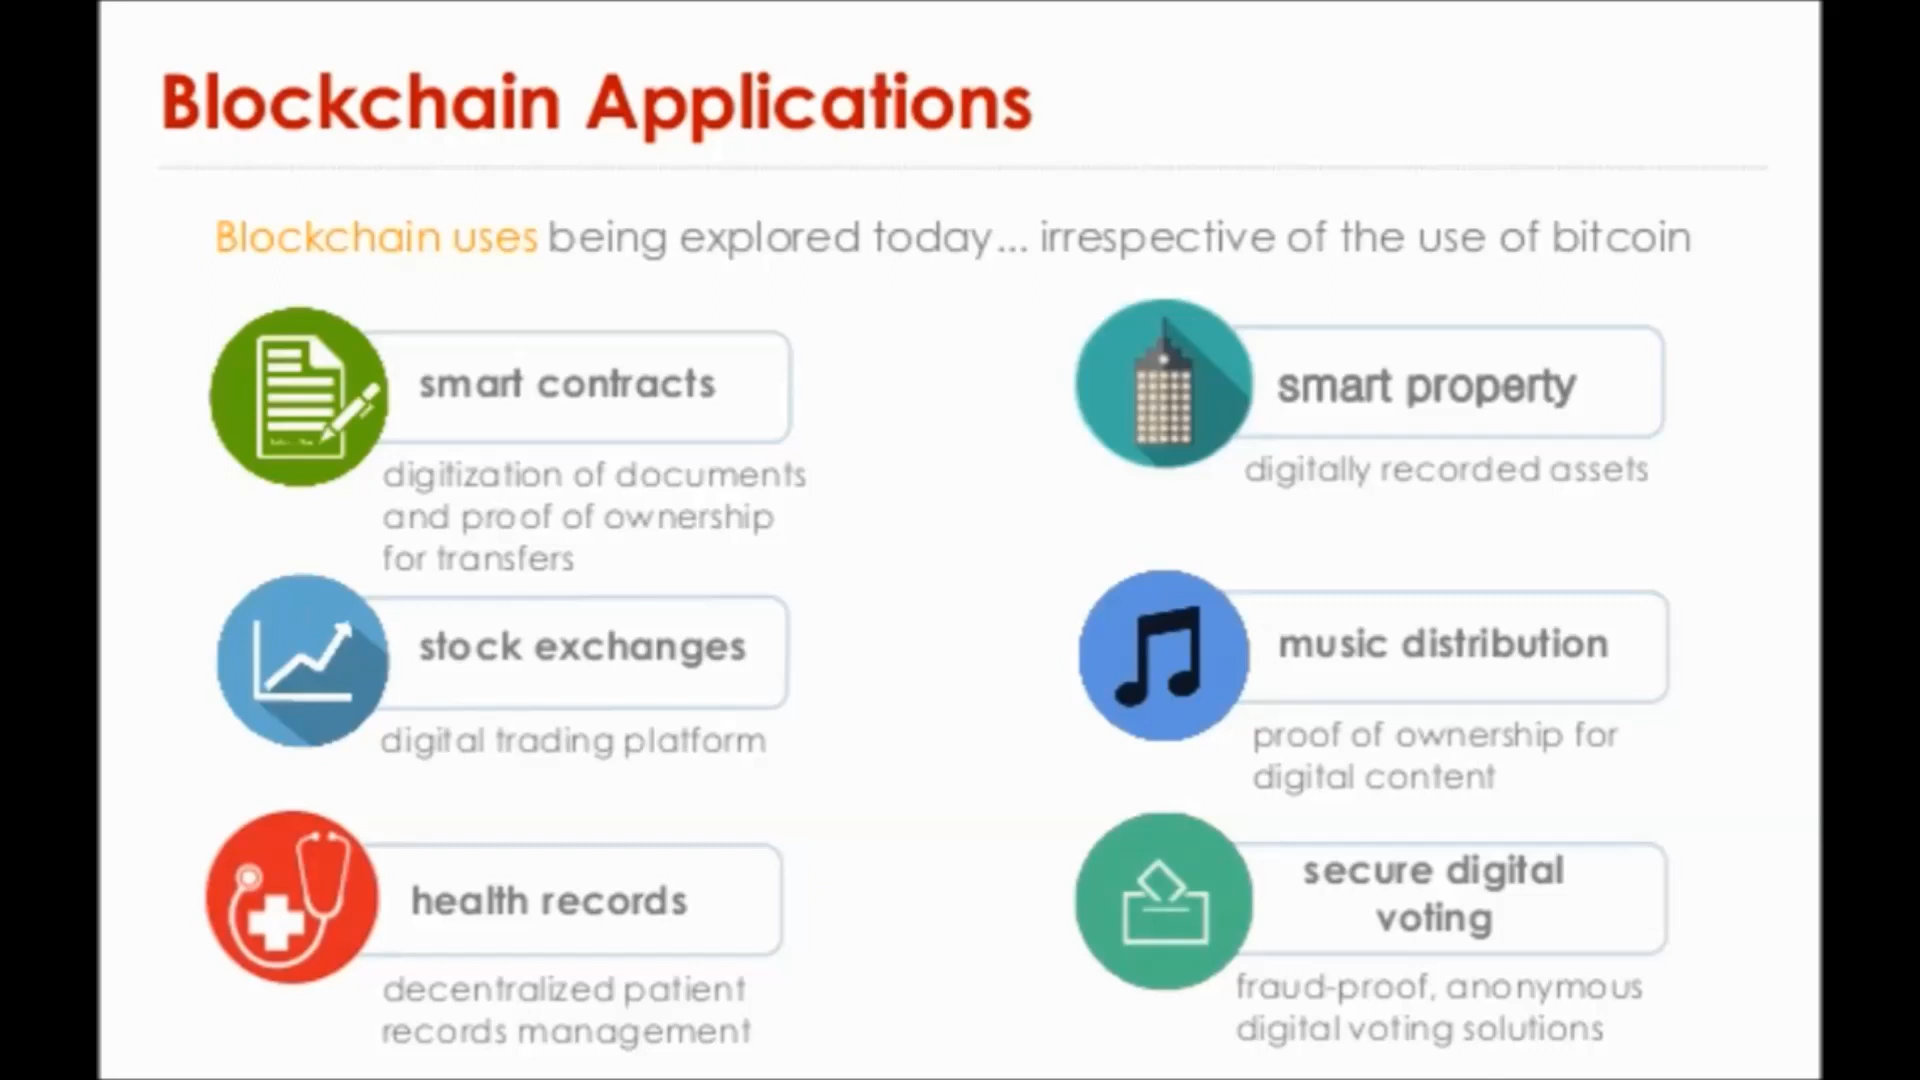 Blockchain Applications
Blockchain uses being explored today... irrespective of the use of bitcoin
smart contracts
digitization of documents
and proof of ownership
for transfers
smart property
digitally recorded assets
stock exchanges
digital trading platform
music distribution
proof of ownership for
digital content
health records
decentralized patient
records management
secure digital
voting
fraud-proof, anonymous
digital voting solutions